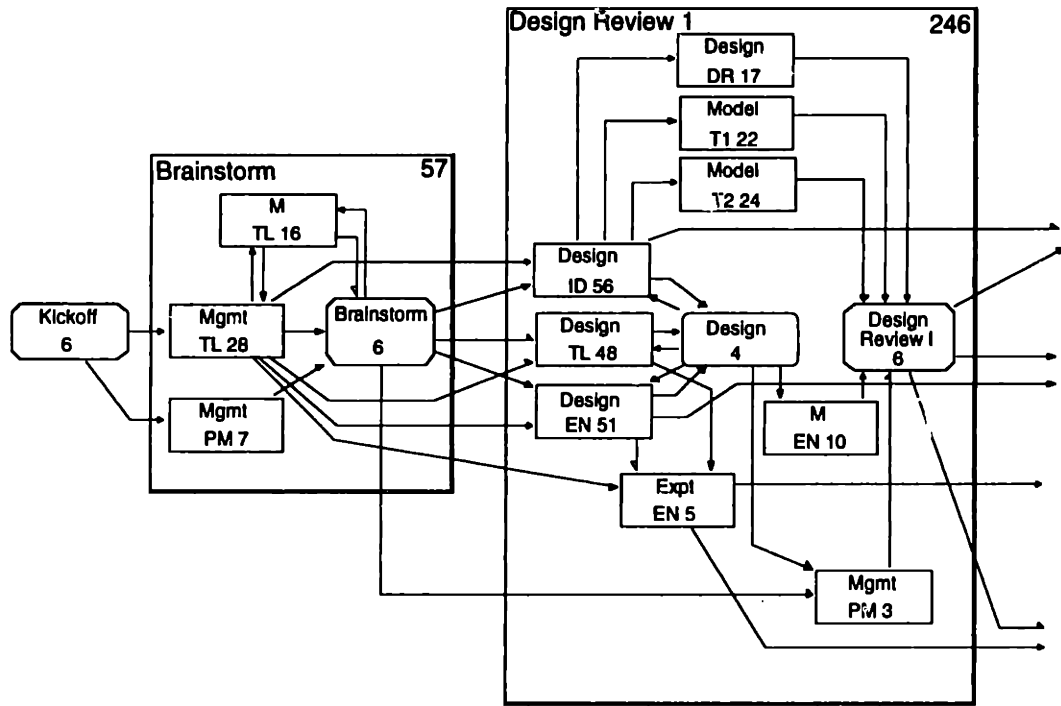 Design Review 1
246
Design
DR 17
Model
T1 22
Model
T2 24
Brainstorm
57
M
TL 16
Design
ID 56
Kickoff
6
Mgmt
TL 28
Brainstorm
6
Design
TL 48
Design
4
Design
Review I
6
Mgmt
PM 7
Design
EN 51
M
EN 10
Expt
EN 5
Mgmt
PM 3